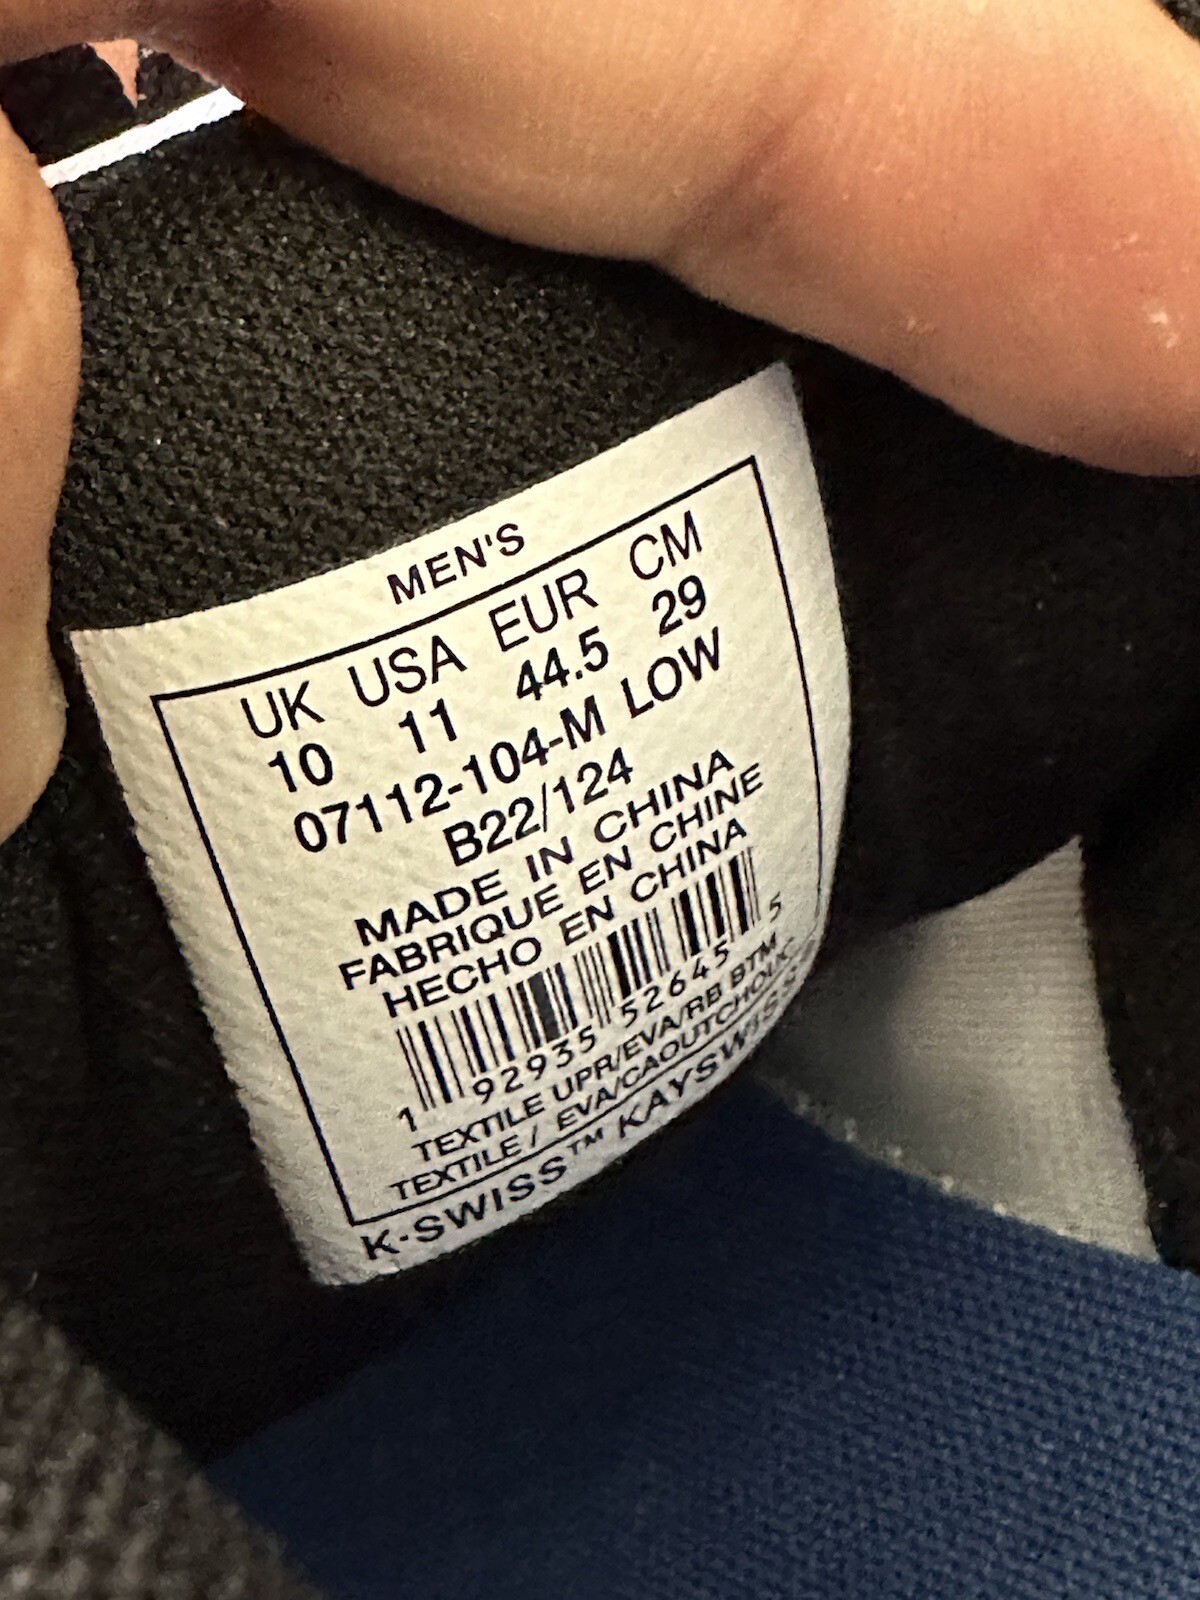 MEN'S
UK USA EUR CM
10 11 44.5 29
07112-104-M LOW
B22/124
MADE IN CHINA
FABRIQUE EN CHINE
HECHO EN CHINA
1 92935 52645 5
TEXTILE UPR/EVA/RB BTM
TEXTILE / EVA/CAOUTCHOUC
K-SWISS™ KAYSWISS